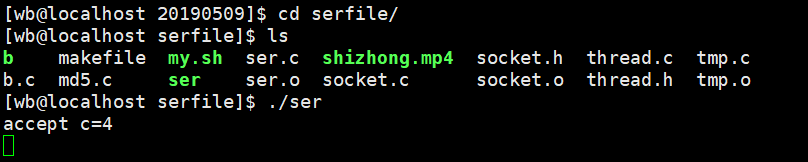 [wb@localhost 20190509]$ cd serfile/
[wb@localhost serfile]$ ls
b    makefile  my.sh  ser.c  shizhong.mp4  socket.h  thread.c  tmp.c
b.c  md5.c     ser    ser.o  socket.c      socket.o  thread.h  tmp.o
[wb@localhost serfile]$ ./ser
accept c=4